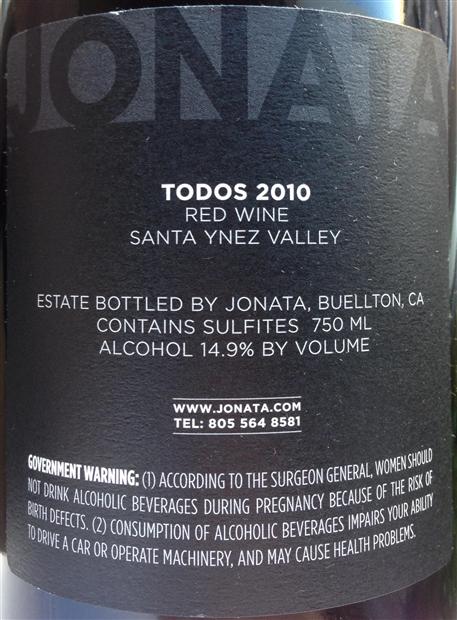 JONATA
TODOS 2010
RED WINE
SANTA YNEZ VALLEY
ESTATE BOTTLED BY JONATA, BUELLTON, CA
CONTAINS SULFITES 750 ML
ALCOHOL 14.9% BY VOLUME
WWW.JONATA.COM
TEL: 805 564 8581
GOVERNMENT WARNING: (1) ACCORDING TO THE SURGEON GENERAL, WOMEN SHOULD
NOT DRINK ALCOHOLIC BEVERAGES DURING PREGNANCY BECAUSE OF THE RISK OF
BIRTH DEFECTS. (2) CONSUMPTION OF ALCOHOLIC BEVERAGES IMPAIRS YOUR ABILITY
TO DRIVE A CAR OR OPERATE MACHINERY, AND MAY CAUSE HEALTH PROBLEMS.